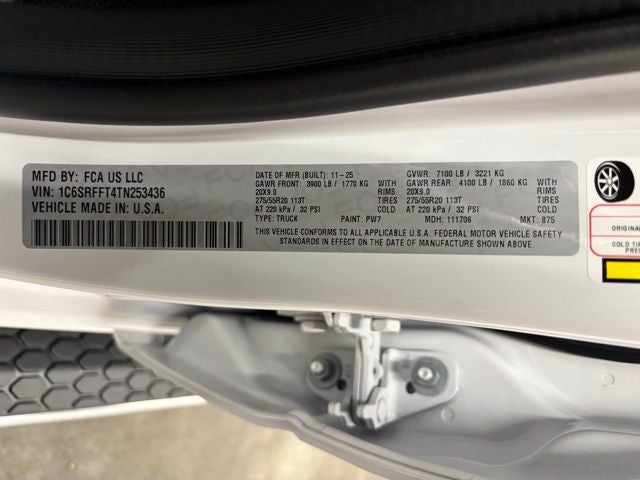 MFD BY: FCA US LLC
VIN: 1C6SRFFT4TN253436
VEHICLE MADE IN U.S.A.
DATE OF MFR (BUILT): 11-25
GAWR FRONT: 3900 LB / 1770 KG WITH
20X9.0 RIMS
275/55R20 113T
AT 220 kPa / 32 PSI COLD
TYPE: TRUCK PAINT: PW7
GVWR: 7100 LB / 3221 KG
GAWR REAR: 4100 LB / 1860 KG WITH
20X9.0 RIMS
275/55R20 113T
AT 220 kPa / 32 PSI COLD
MDH: 111706 MKT: 875
THIS VEHICLE CONFORMS TO ALL APPLICABLE U.S.A. FEDERAL MOTOR VEHICLE SAFETY
STANDARDS IN EFFECT ON THE DATE OF MANUFACTURE SHOWN ABOVE.
ORIGINA
COLD TI
PRE